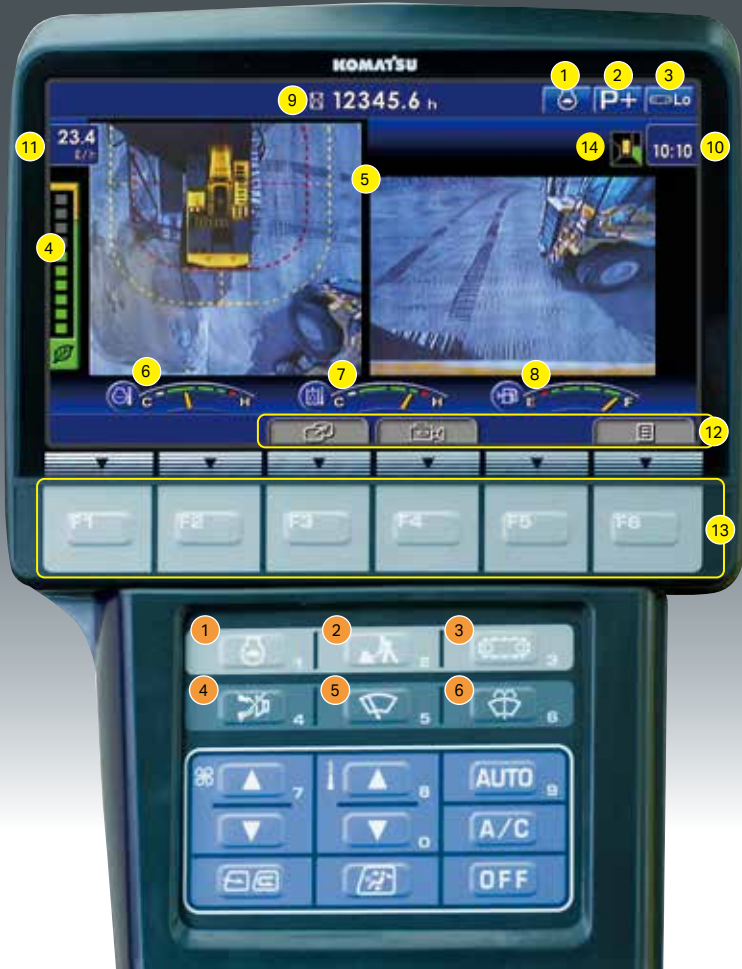 KOMATSU
1 2 3
9 12345.6 h P+ Lo
11 23.4 14 10:10 10
ℓ/h
5
4
6 7 8
C H C H E F
12
F1 F2 F3 F4 F5 F6
13
1 1 2 2 3 3
4 4 5 5 6 6
7 8 AUTO 9
0 A/C
OFF